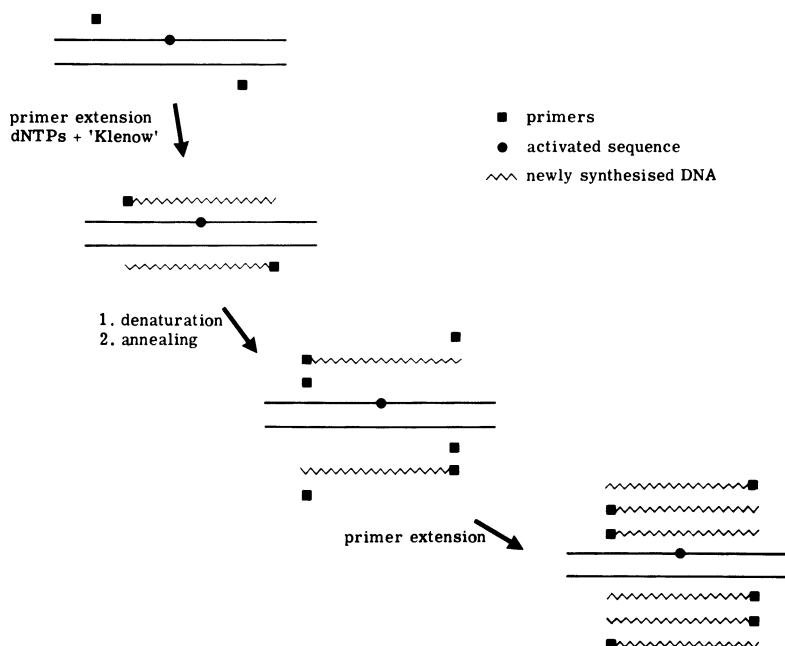 primer extension
dNTPs + 'Klenow'
primers
activated sequence
newly synthesised DNA
1. denaturation
2. annealing
primer extension